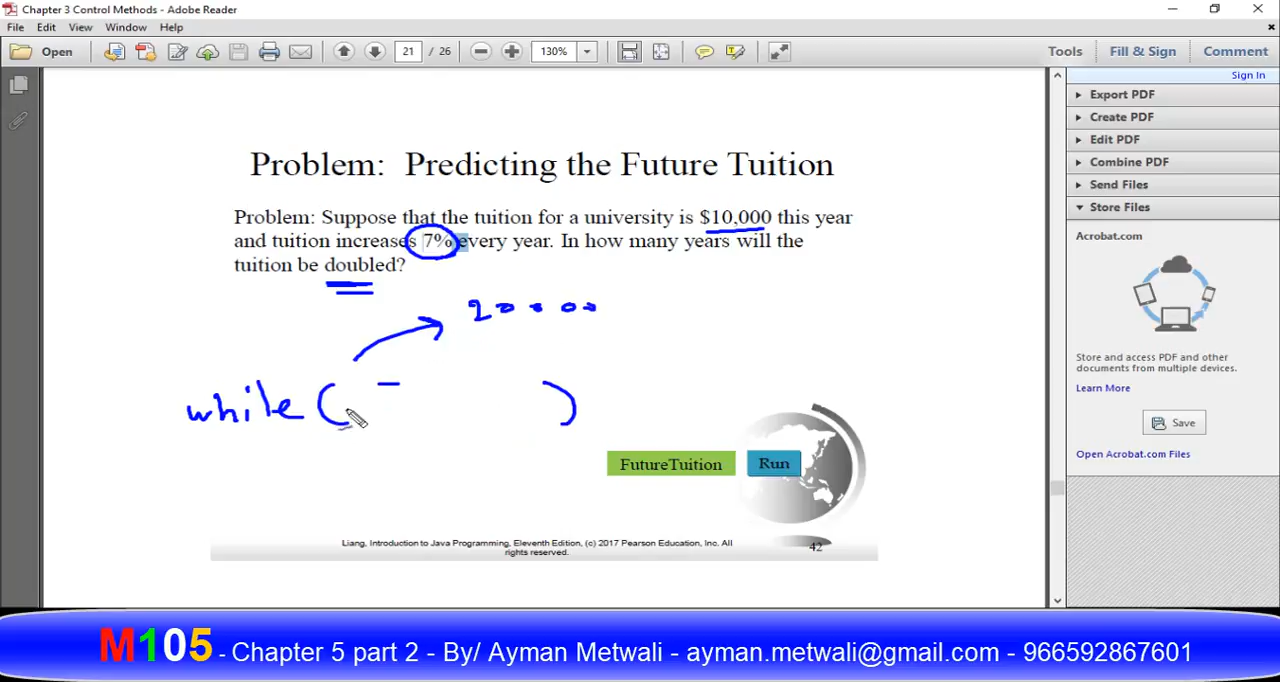 Chapter 3 Control Methods - Adobe Reader
File Edit View Window Help
Open 21 / 26 130% Tools Fill & Sign Comment
Sign In
Export PDF
Create PDF
Edit PDF
Combine PDF
Send Files
Store Files
Acrobat.com
Store and access PDF and other
documents from multiple devices.
Learn More
Save
Open Acrobat.com Files
Problem: Predicting the Future Tuition
Problem: Suppose that the tuition for a university is $10,000 this year
and tuition increases 7% every year. In how many years will the
tuition be doubled?
20000
while ( )
FutureTuition Run
Liang, Introduction to Java Programming, Eleventh Edition, (c) 2017 Pearson Education, Inc. All
rights reserved.
42
M105 - Chapter 5 part 2 - By/ Ayman Metwali - ayman.metwali@gmail.com - 966592867601